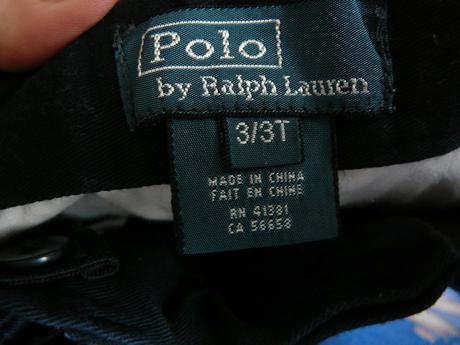 Polo
by Ralph Lauren
3/3T
MADE IN CHINA
FAIT EN CHINE
RN 41381
CA 56658